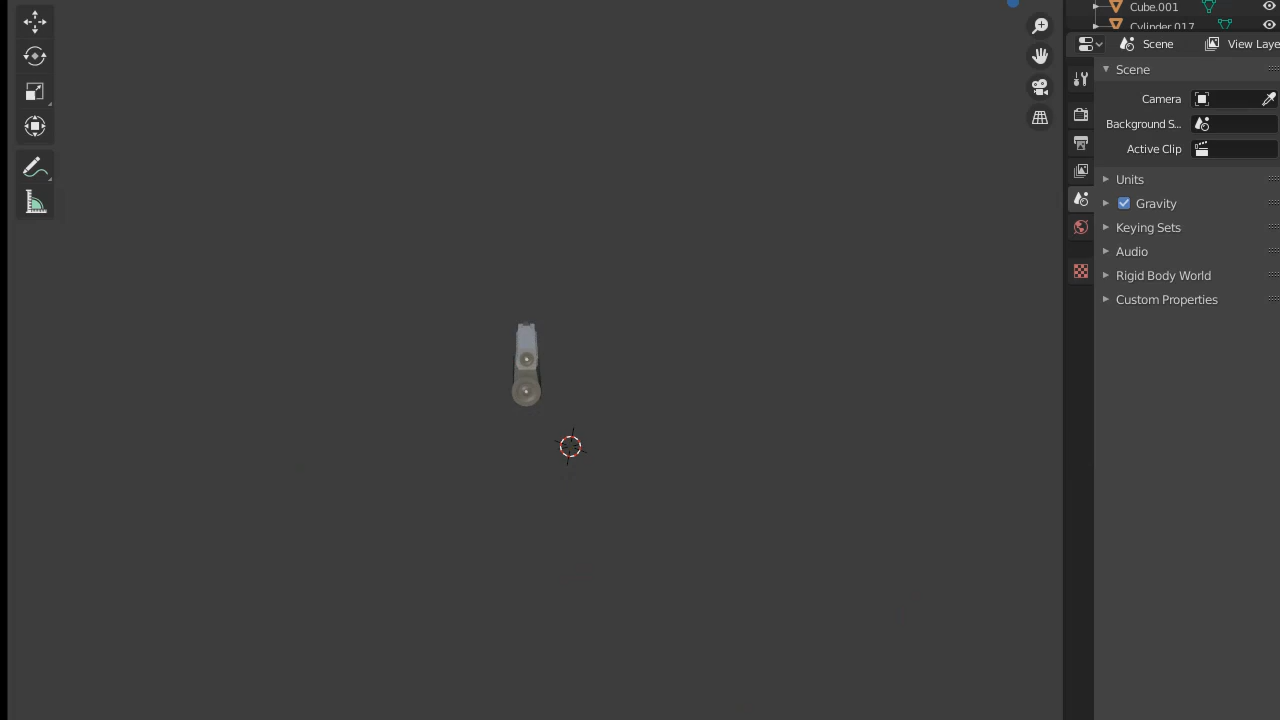 Cube.001
Cylinder.017
Scene
View Laye
Scene
Camera
Background S...
Active Clip
Units
Gravity
Keying Sets
Audio
Rigid Body World
Custom Properties